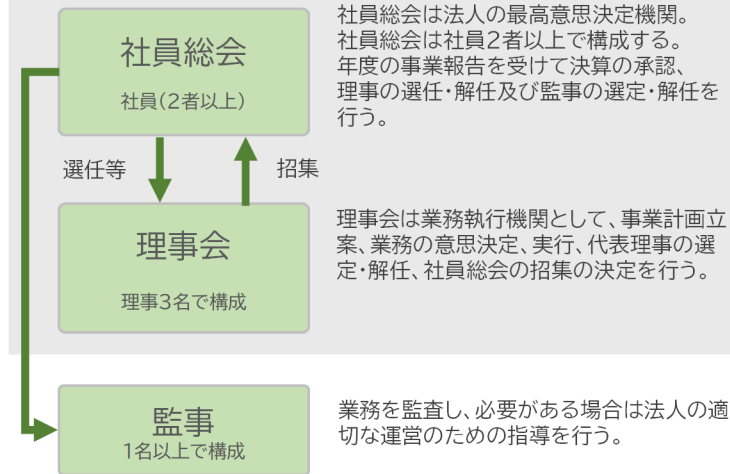 社員総会
社員(2者以上)
社員総会は法人の最高意思決定機関。
社員総会は社員2者以上で構成する。
年度の事業報告を受けて決算の承認、
理事の選任・解任及び監事の選定・解任を
行う。
選任等
招集
理事会
理事3名で構成
理事会は業務執行機関として、事業計画立
案、業務の意思決定、実行、代表理事の選
定・解任、社員総会の招集の決定を行う。
監事
1名以上で構成
業務を監査し、必要がある場合は法人の適
切な運営のための指導を行う。